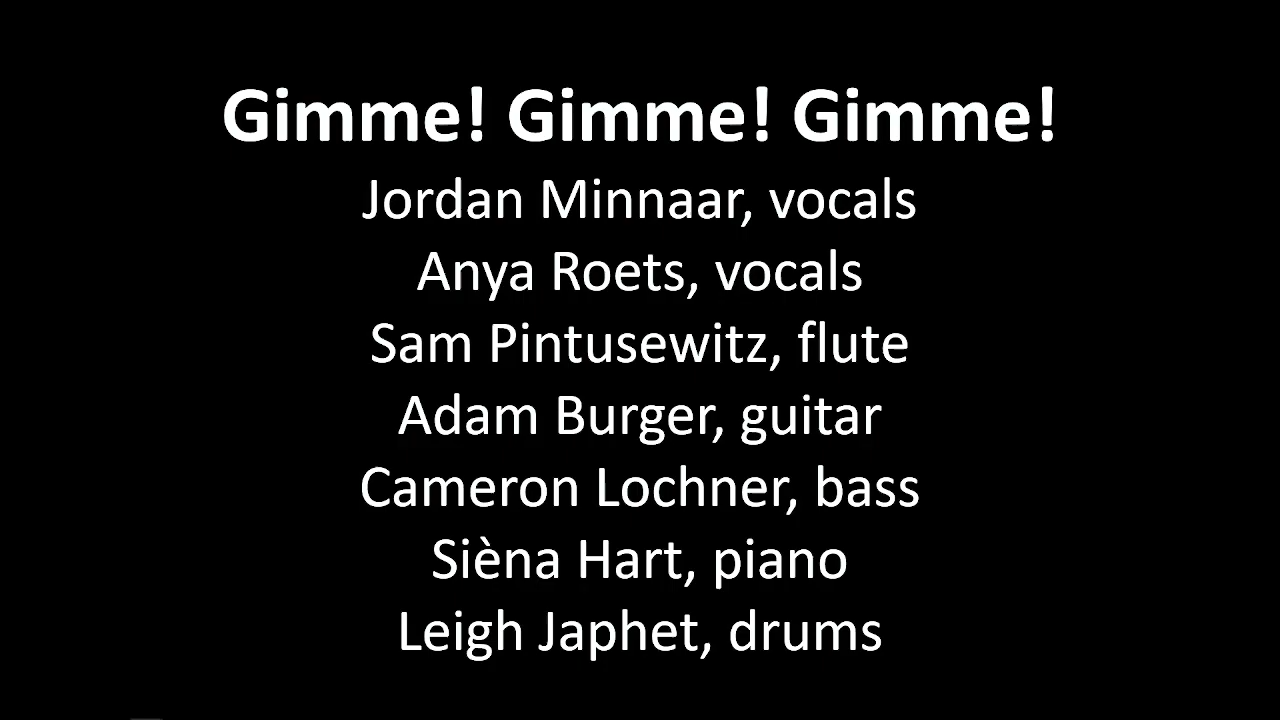 Gimme! Gimme! Gimme!
Jordan Minnaar, vocals
Anya Roets, vocals
Sam Pintusewitz, flute
Adam Burger, guitar
Cameron Lochner, bass
Sièna Hart, piano
Leigh Japhet, drums